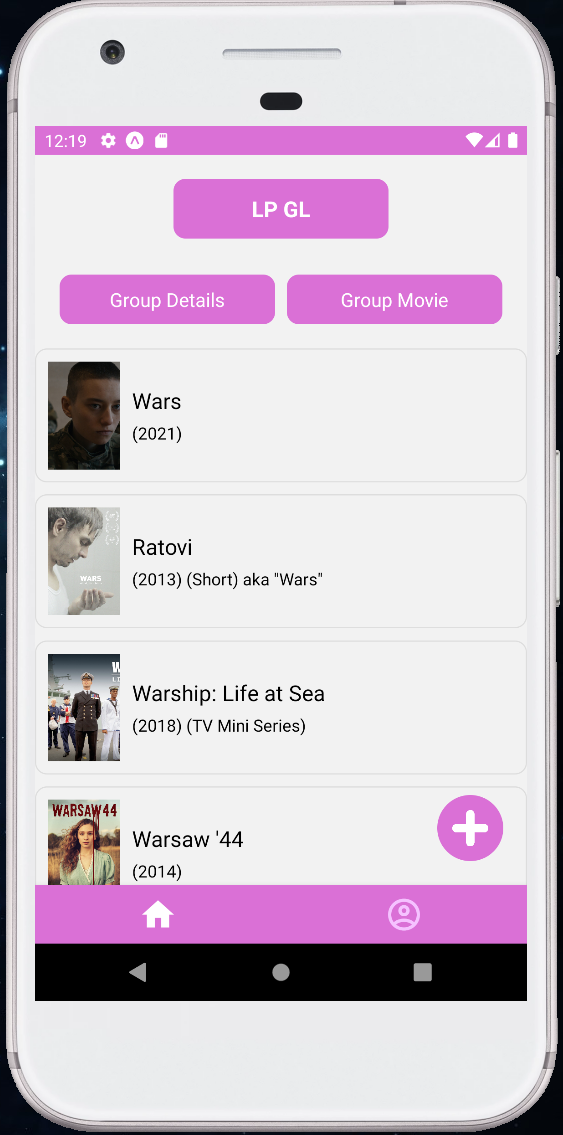 12:19
LP GL
Group Details
Group Movie
Wars
(2021)
Ratovi
(2013) (Short) aka "Wars"
WARS
Warship: Life at Sea
(2018) (TV Mini Series)
WARSAW44
Warsaw '44
(2014)